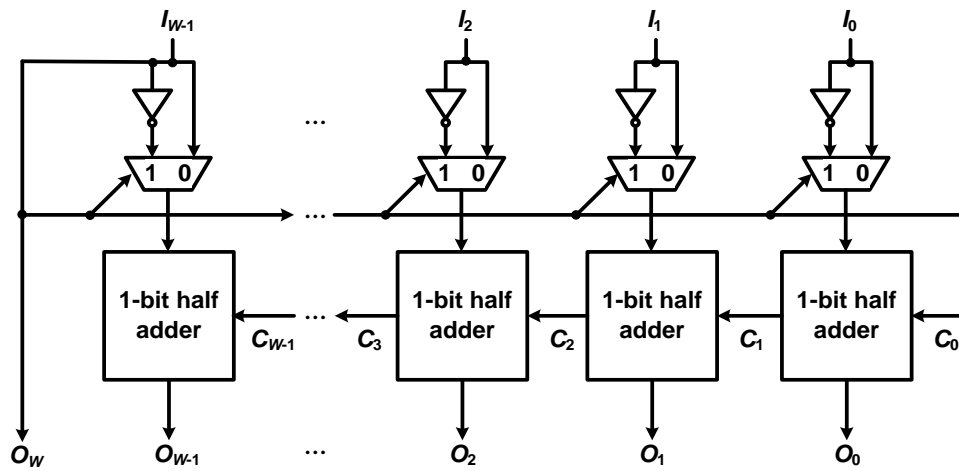 I_{W-1} I_2 I_1 I_0
...
1 0 1 0 1 0 1 0
...
1-bit half adder 1-bit half adder 1-bit half adder 1-bit half adder
C_{W-1} ... C_3 C_2 C_1 C_0
O_W O_{W-1} ... O_2 O_1 O_0